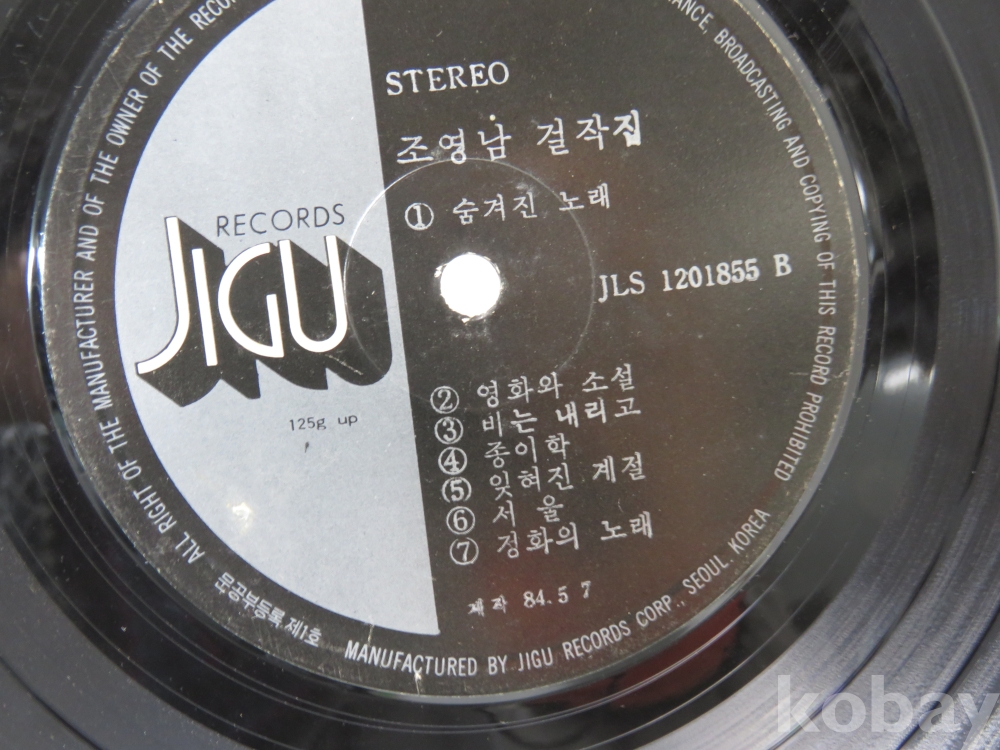 STEREO
조영남 걸작집
① 숨겨진 노래
RECORDS
JIGU
JLS 1201855 B
125g up
② 영화와 소설
③ 비는 내리고
④ 종이학
⑤ 잊혀진 계절
⑥ 서 울
⑦ 정화의 노래
제작 84. 5 7
ALL RIGHT OF THE MANUFACTURER AND OF THE OWNER OF THE
BROADCASTING AND COPYING OF THIS RECORD PROHIBITED
문공부등록 제1호
MANUFACTURED BY JIGU RECORDS CORP., SEOUL. KOREA
kobay